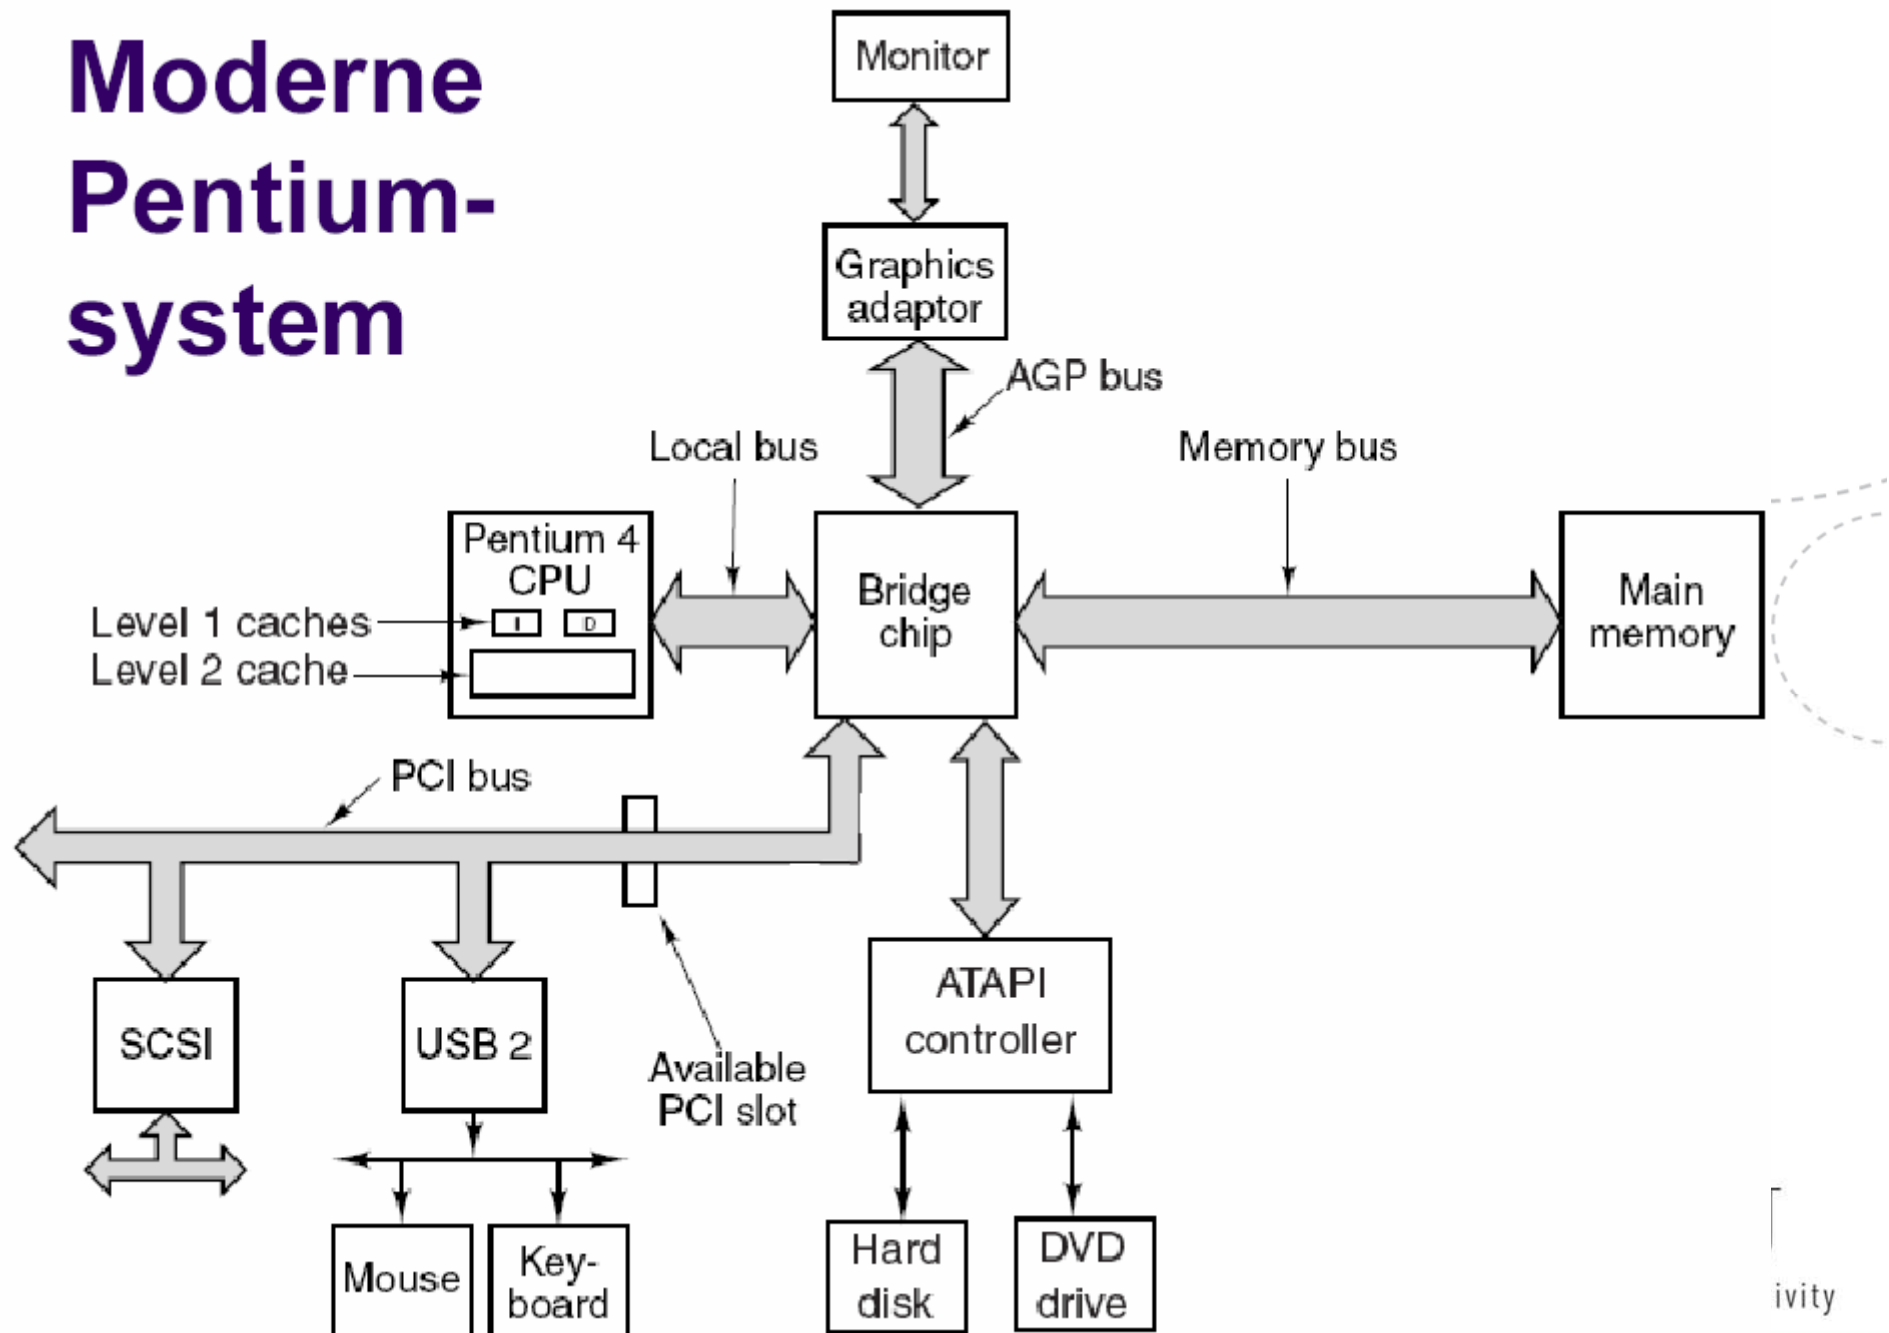 Moderne
Pentium-
system
Monitor
Graphics
adaptor
AGP bus
Local bus
Memory bus
Pentium 4
CPU
I D
Level 1 caches
Level 2 cache
Bridge
chip
Main
memory
PCI bus
SCSI
USB 2
Available
PCI slot
ATAPI
controller
Mouse
Key-
board
Hard
disk
DVD
drive
ivity